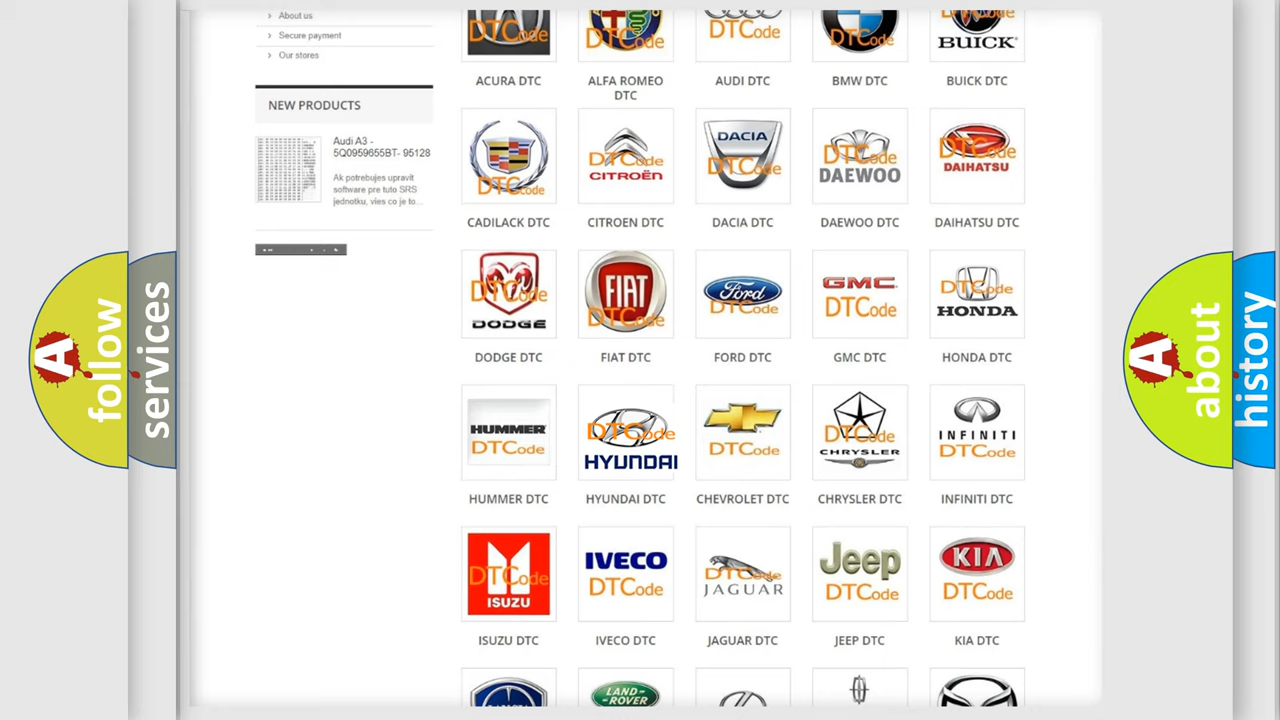 About us
Secure payment
Our stores
NEW PRODUCTS
Audi A3 -
5Q0959655BT- 95128
Ak potrebujes upravit
software pre tuto SRS
jednotku, vies co je to...
DTCode
DTCode
DTCode
DTCode
BUICK
ACURA DTC
ALFA ROMEO
DTC
AUDI DTC
BMW DTC
BUICK DTC
DTCode
DTCode
CITROËN
DACIA
DTCode
DTCode
DAEWOO
DTCode
DAIHATSU
CADILACK DTC
CITROEN DTC
DACIA DTC
DAEWOO DTC
DAIHATSU DTC
DTCode
DODGE
FIAT
DTCode
Ford
DTCode
GMC
DTCode
DTCode
HONDA
DODGE DTC
FIAT DTC
FORD DTC
GMC DTC
HONDA DTC
HUMMER
DTCode
DTCode
HYUNDAI
DTCode
DTCode
CHRYSLER
INFINITI
DTCode
HUMMER DTC
HYUNDAI DTC
CHEVROLET DTC
CHRYSLER DTC
INFINITI DTC
DTCode
ISUZU
IVECO
DTCode
DTCode
JAGUAR
Jeep
DTCode
KIA
DTCode
ISUZU DTC
IVECO DTC
JAGUAR DTC
JEEP DTC
KIA DTC
LAND-
ROVER
A
follow
services
A
about
history